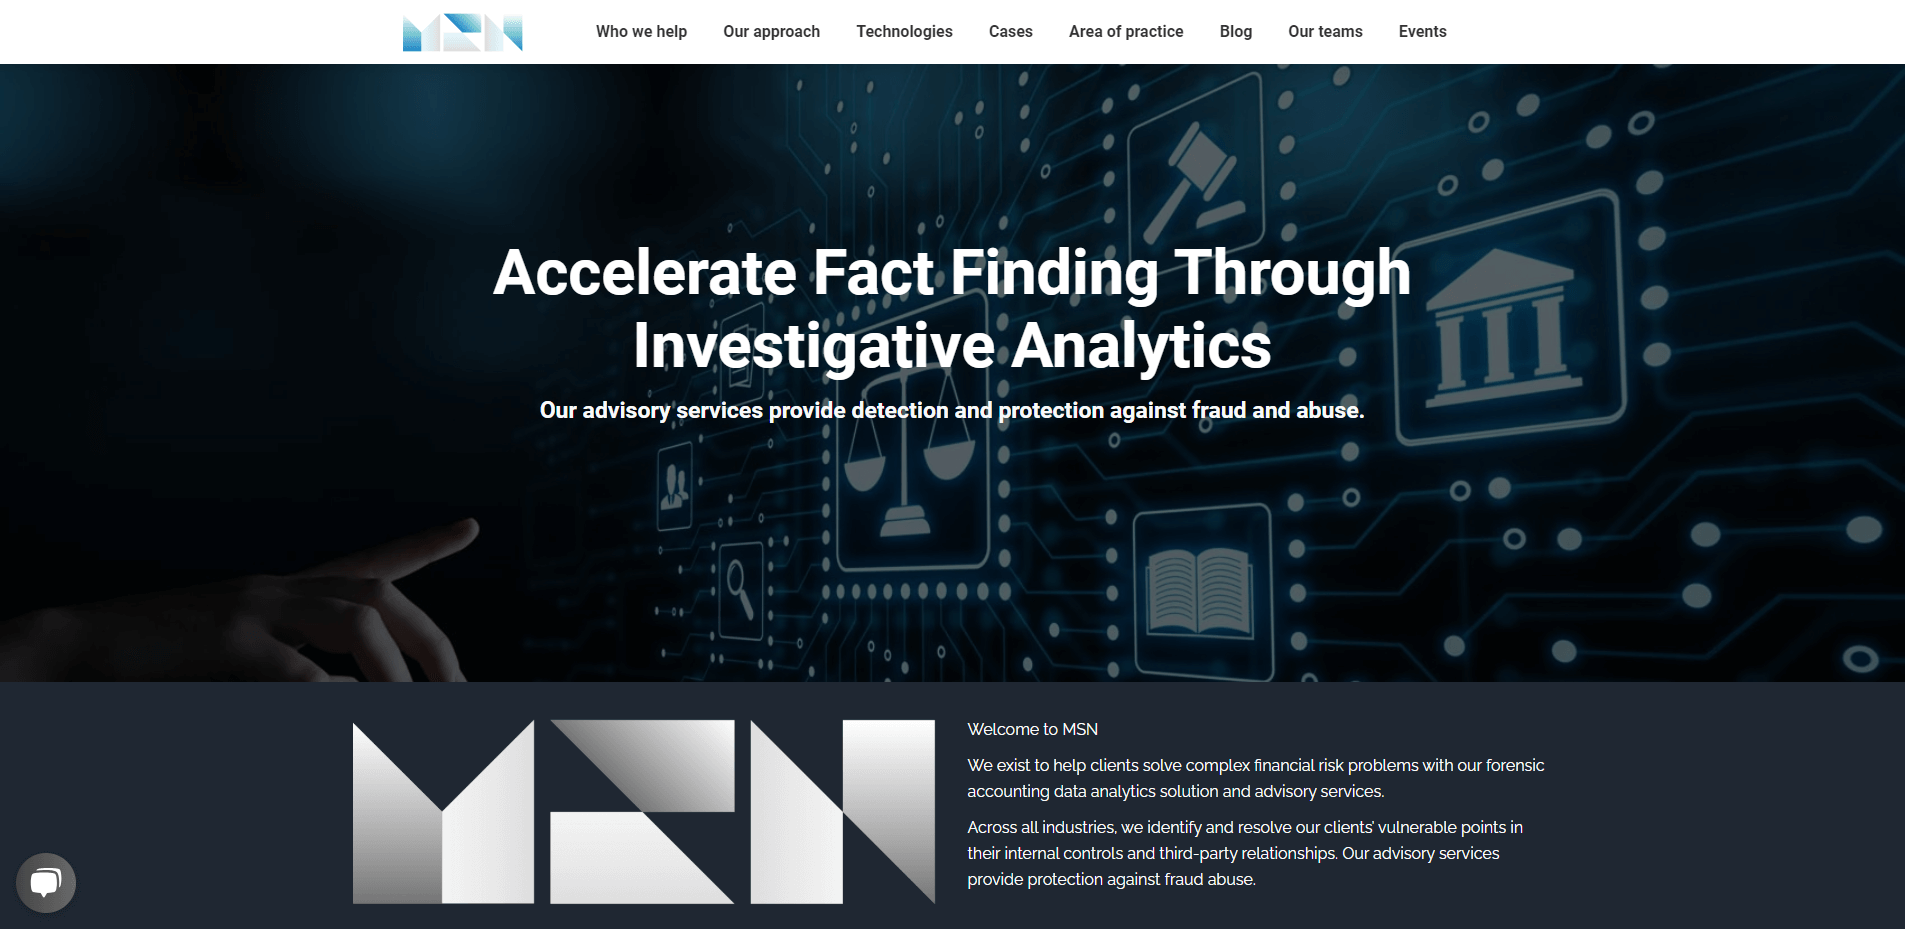 MSN
Who we help
Our approach
Technologies
Cases
Area of practice
Blog
Our teams
Events
Accelerate Fact Finding Through
Investigative Analytics
Our advisory services provide detection and protection against fraud and abuse.
MSN
Welcome to MSN
We exist to help clients solve complex financial risk problems with our forensic
accounting data analytics solution and advisory services.
Across all industries, we identify and resolve our clients’ vulnerable points in
their internal controls and third-party relationships. Our advisory services
provide protection against fraud abuse.